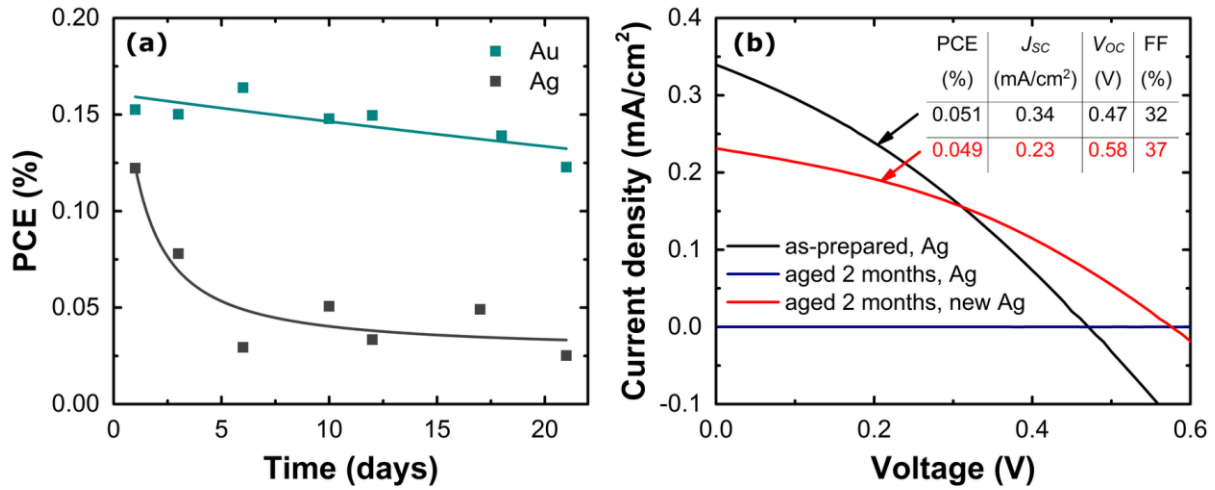 (a)
Au
Ag
PCE (%)
0.20
0.15
0.10
0.05
0.00
0 5 10 15 20
Time (days)
(b)
PCE J_SC V_OC FF
(%) (mA/cm²) (V) (%)
0.051 0.34 0.47 32
0.049 0.23 0.58 37
as-prepared, Ag
aged 2 months, Ag
aged 2 months, new Ag
Current density (mA/cm²)
0.4
0.3
0.2
0.1
0.0
-0.1
0.0 0.2 0.4 0.6
Voltage (V)